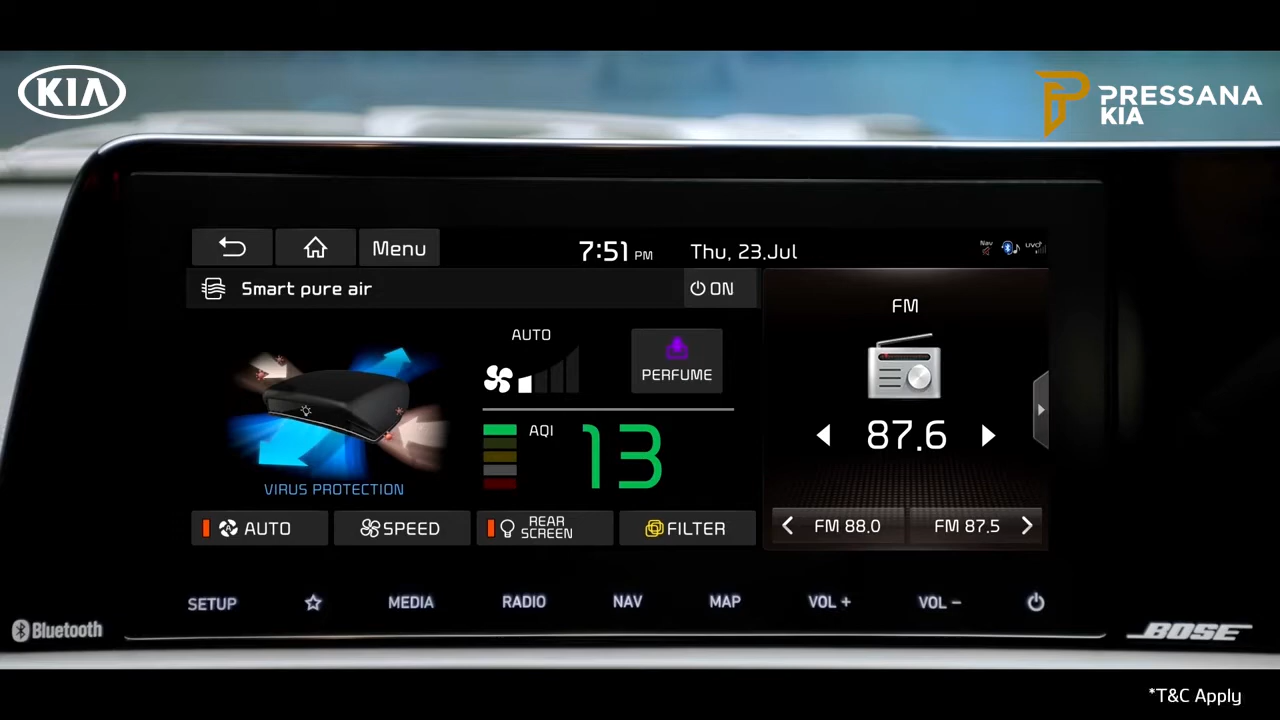 KIA
PRESSANA
KIA
Menu
7:51 PM
Thu, 23.Jul
Nav
UVO
Smart pure air
ON
FM
AUTO
PERFUME
87.6
AQI
13
VIRUS PROTECTION
AUTO
SPEED
REAR
SCREEN
FILTER
FM 88.0
FM 87.5
SETUP
MEDIA
RADIO
NAV
MAP
VOL +
VOL −
Bluetooth
BOSE
*T&C Apply